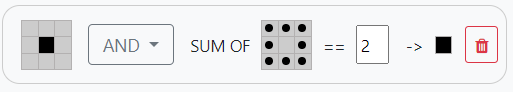 AND SUM OF == 2 ->